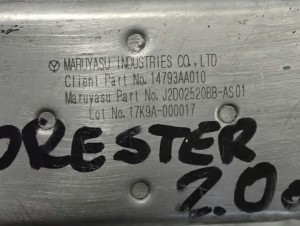 MARUYASU INDUSTRIES CO., LTD
Client Part No. 14793AA010
Maruyasu Part No. J2D02520BB-AS01
Lot No. 17K9A-000017
ORESTER
2.0